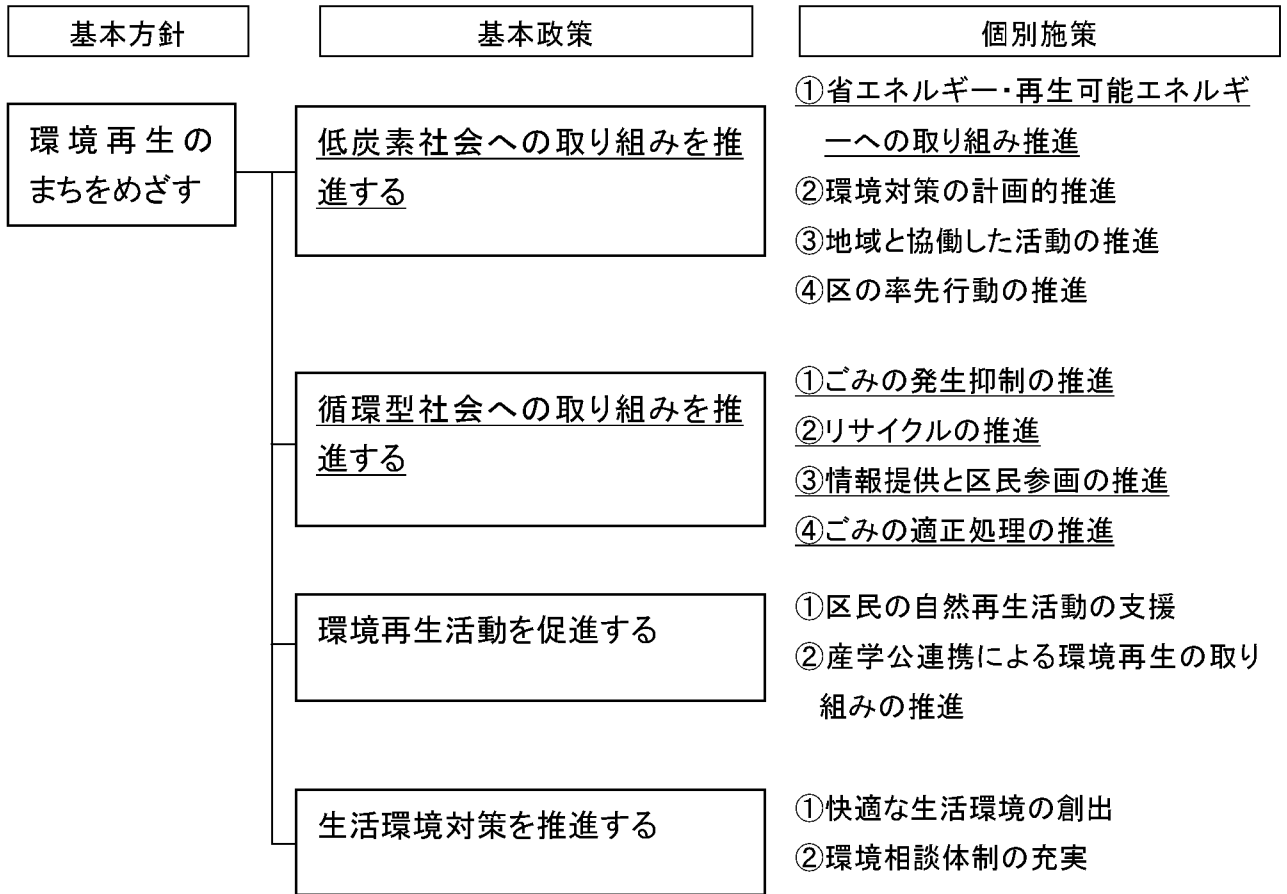 基本方針
基本政策
個別施策
環境再生の
まちをめざす
低炭素社会への取り組みを推
進する
①省エネルギー・再生可能エネルギ
ーへの取り組み推進
②環境対策の計画的推進
③地域と協働した活動の推進
④区の率先行動の推進
循環型社会への取り組みを推
進する
①ごみの発生抑制の推進
②リサイクルの推進
③情報提供と区民参画の推進
④ごみの適正処理の推進
環境再生活動を促進する
①区民の自然再生活動の支援
②産学公連携による環境再生の取り
組みの推進
生活環境対策を推進する
①快適な生活環境の創出
②環境相談体制の充実